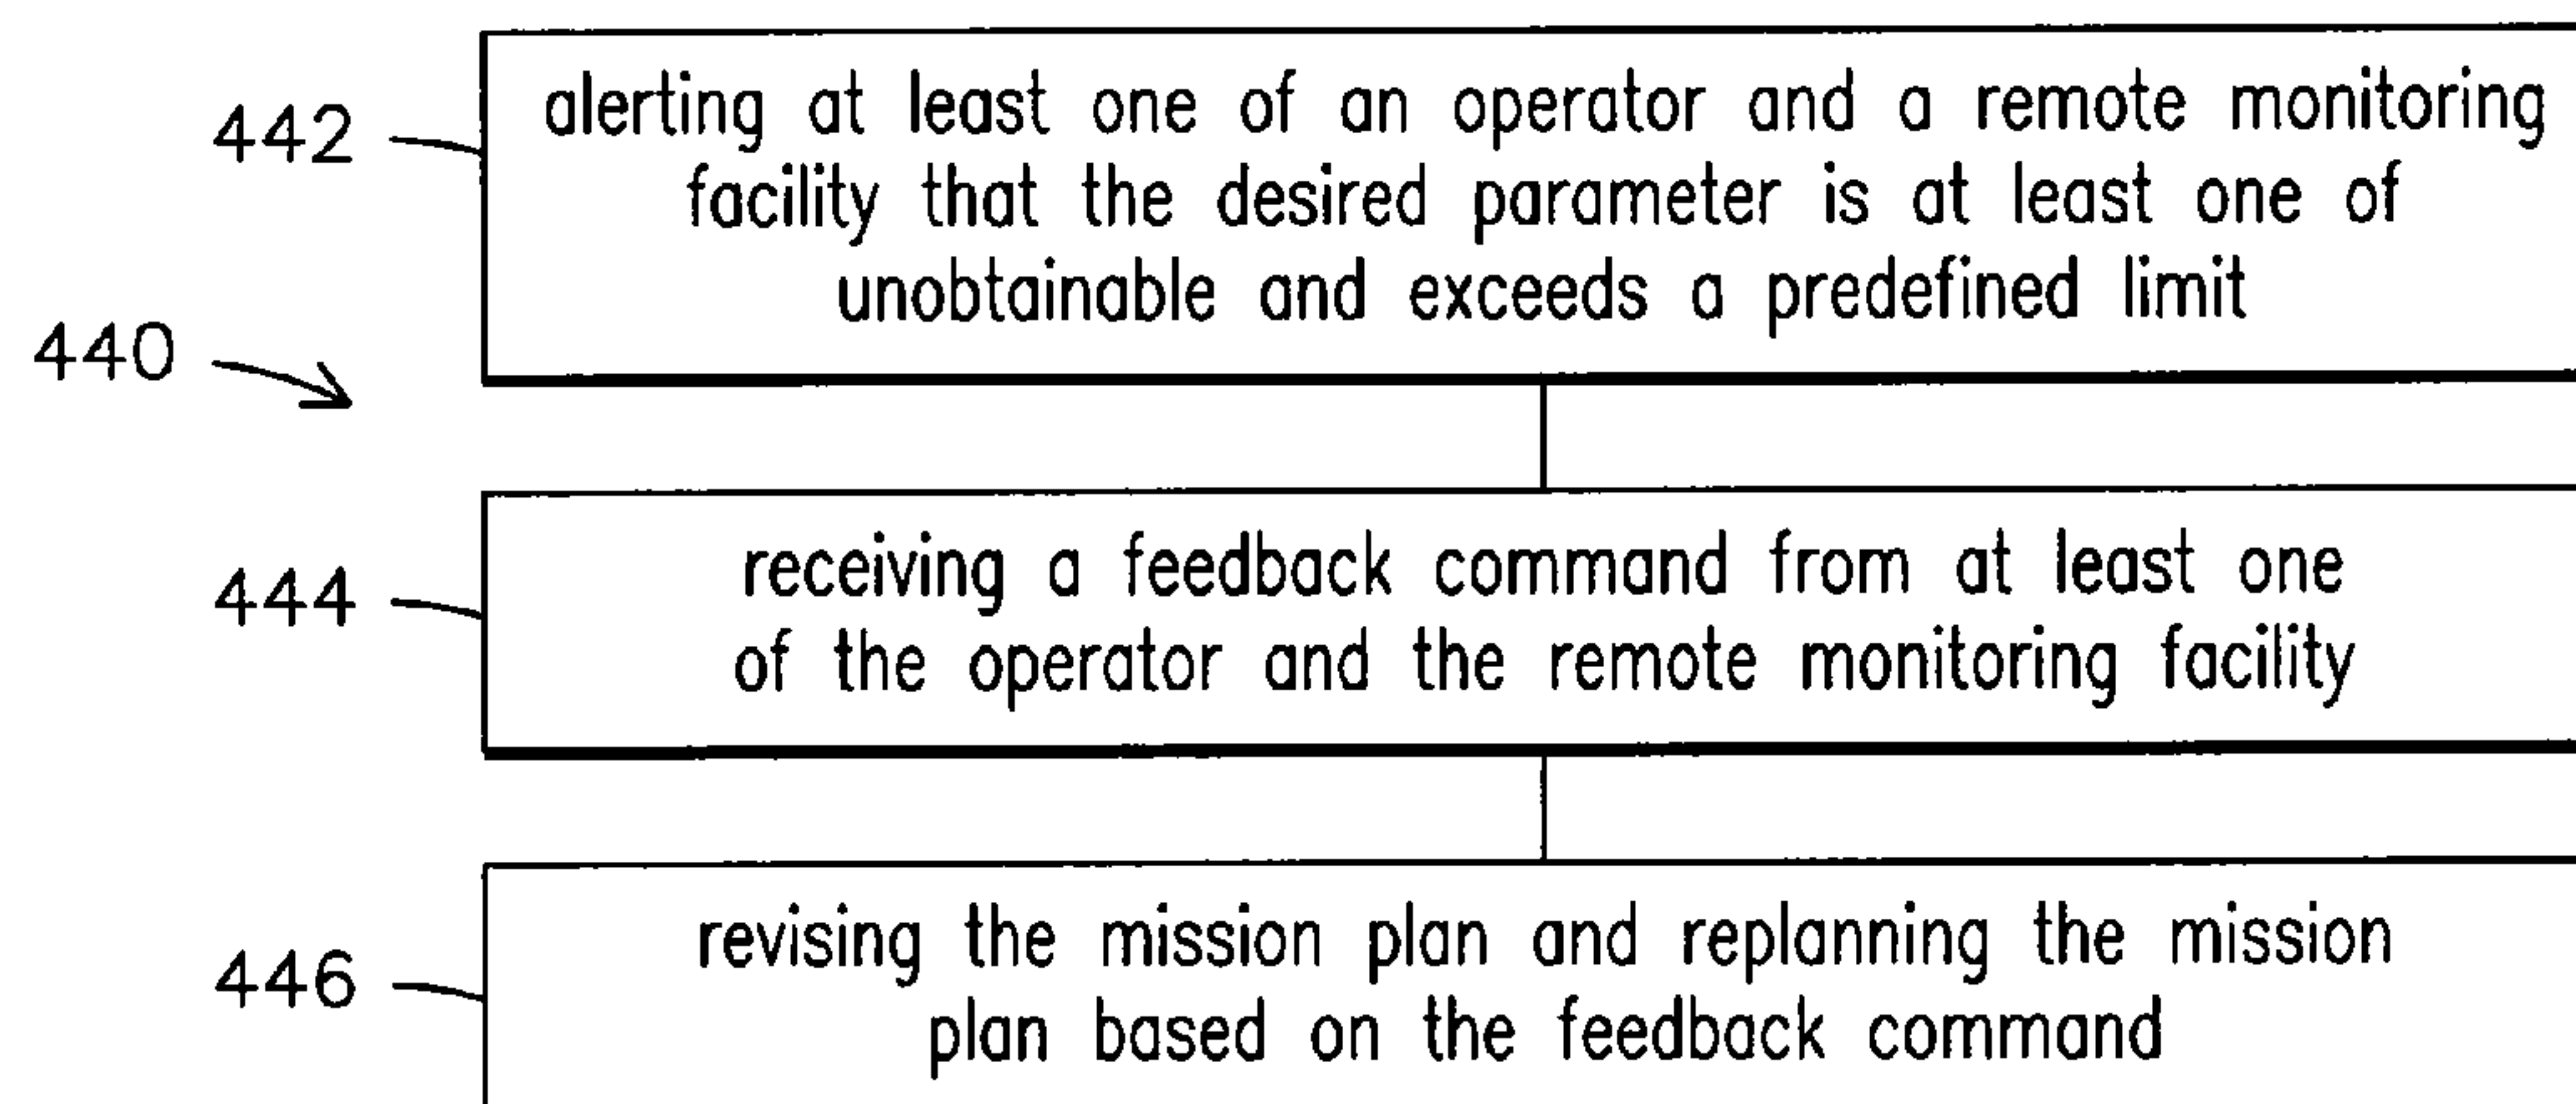 442
alerting at least one of an operator and a remote monitoring
facility that the desired parameter is at least one of
unobtainable and exceeds a predefined limit
440
444
receiving a feedback command from at least one
of the operator and the remote monitoring facility
446
revising the mission plan and replanning the mission
plan based on the feedback command